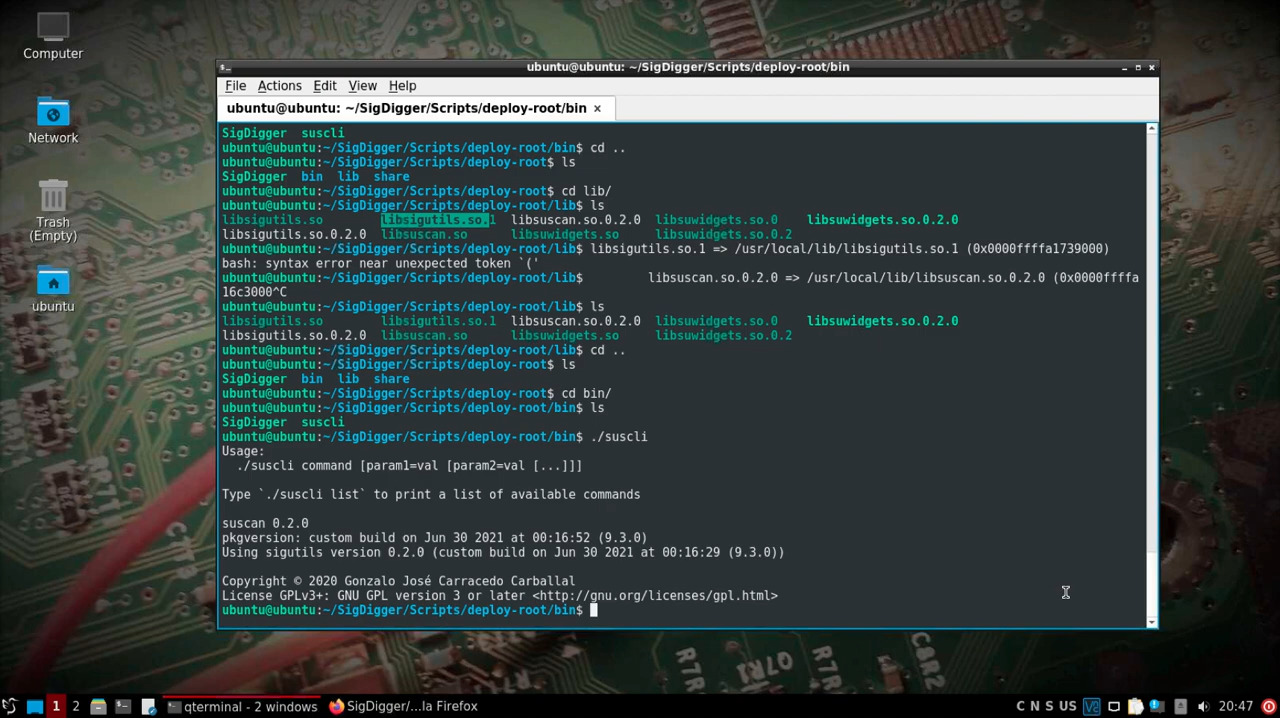 Computer
Network
Trash
(Empty)
ubuntu
ubuntu@ubuntu: ~/SigDigger/Scripts/deploy-root/bin
File Actions Edit View Help
ubuntu@ubuntu: ~/SigDigger/Scripts/deploy-root/bin ×
SigDigger suscli
ubuntu@ubuntu:~/SigDigger/Scripts/deploy-root/bin$ cd ..
ubuntu@ubuntu:~/SigDigger/Scripts/deploy-root$ ls
SigDigger bin lib share
ubuntu@ubuntu:~/SigDigger/Scripts/deploy-root$ cd lib/
ubuntu@ubuntu:~/SigDigger/Scripts/deploy-root/lib$ ls
libsigutils.so libsigutils.so.1 libsuscan.so.0.2.0 libsuwidgets.so.0 libsuwidgets.so.0.2.0
libsigutils.so.0.2.0 libsuscan.so libsuwidgets.so libsuwidgets.so.0.2
ubuntu@ubuntu:~/SigDigger/Scripts/deploy-root/lib$ libsigutils.so.1 => /usr/local/lib/libsigutils.so.1 (0x0000ffffa1739000)
bash: syntax error near unexpected token `('
ubuntu@ubuntu:~/SigDigger/Scripts/deploy-root/lib$ libsuscan.so.0.2.0 => /usr/local/lib/libsuscan.so.0.2.0 (0x0000ffffa
16c3000^C
ubuntu@ubuntu:~/SigDigger/Scripts/deploy-root/lib$ ls
libsigutils.so libsigutils.so.1 libsuscan.so.0.2.0 libsuwidgets.so.0 libsuwidgets.so.0.2.0
libsigutils.so.0.2.0 libsuscan.so libsuwidgets.so libsuwidgets.so.0.2
ubuntu@ubuntu:~/SigDigger/Scripts/deploy-root/lib$ cd ..
ubuntu@ubuntu:~/SigDigger/Scripts/deploy-root$ ls
SigDigger bin lib share
ubuntu@ubuntu:~/SigDigger/Scripts/deploy-root$ cd bin/
ubuntu@ubuntu:~/SigDigger/Scripts/deploy-root/bin$ ls
SigDigger suscli
ubuntu@ubuntu:~/SigDigger/Scripts/deploy-root/bin$ ./suscli
Usage:
./suscli command [param1=val [param2=val [...]]]
Type `./suscli list` to print a list of available commands
suscan 0.2.0
pkgversion: custom build on Jun 30 2021 at 00:16:52 (9.3.0)
Using sigutils version 0.2.0 (custom build on Jun 30 2021 at 00:16:29 (9.3.0))
Copyright © 2020 Gonzalo José Carracedo Carballal
License GPLv3+: GNU GPL version 3 or later <http://gnu.org/licenses/gpl.html>
ubuntu@ubuntu:~/SigDigger/Scripts/deploy-root/bin$
1 2 qterminal - 2 windows SigDigger/...la Firefox C N S US 20:47